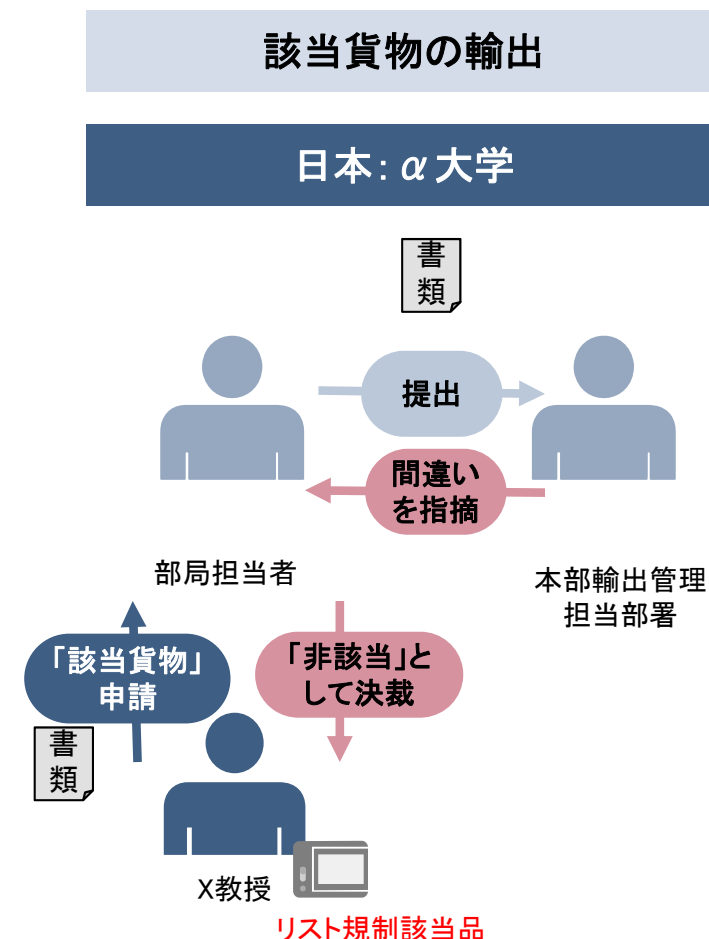 該当貨物の輸出
日本：α大学
書
類
提出
間違い
を指摘
部局担当者
本部輸出管理
担当部署
「該当貨物」
申請
「非該当」と
して決裁
書
類
X教授
リスト規制該当品